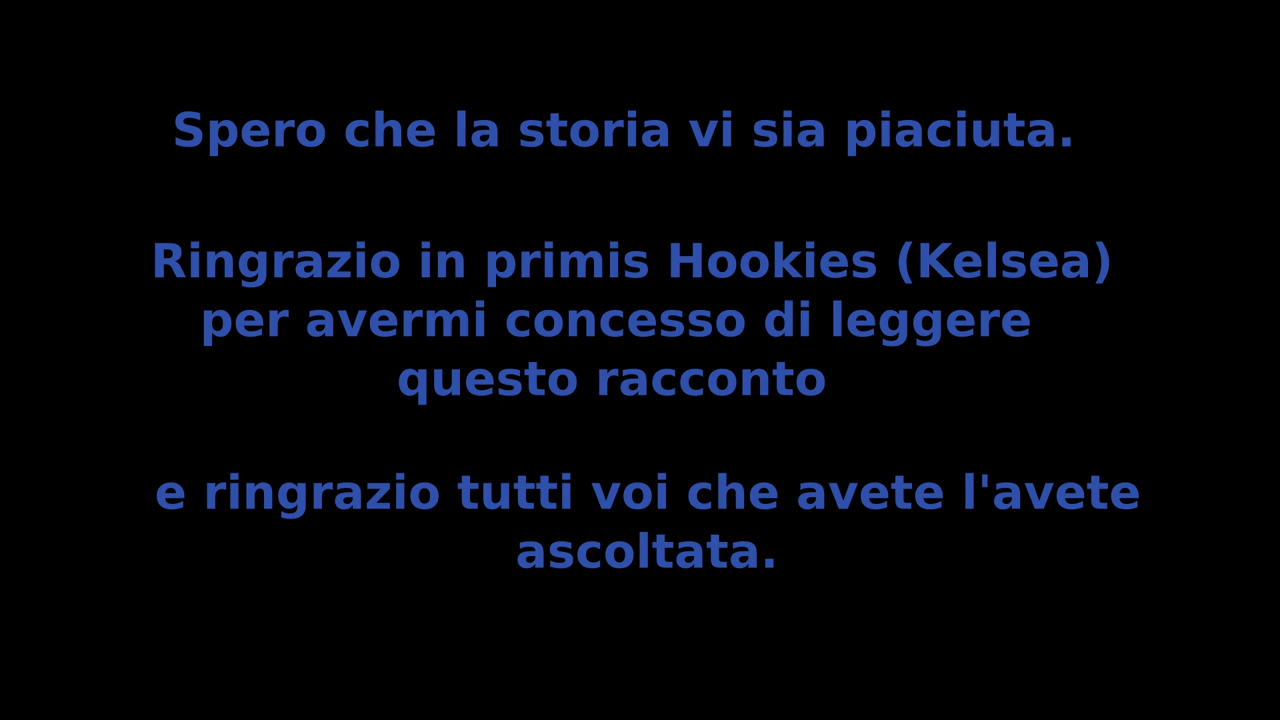 Spero che la storia vi sia piaciuta.
Ringrazio in primis Hookies (Kelsea)
per avermi concesso di leggere
questo racconto
e ringrazio tutti voi che avete l'avete
ascoltata.